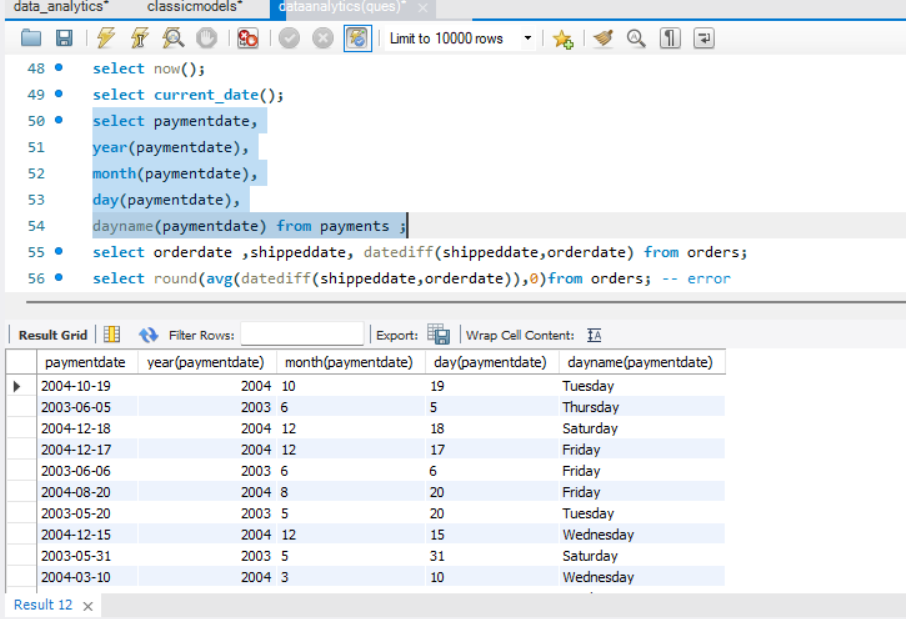 data_analytics* classicmodels* dataanalytics(ques)*
Limit to 10000 rows
48 select now();
49 select current_date();
50 select paymentdate,
51 year(paymentdate),
52 month(paymentdate),
53 day(paymentdate),
54 dayname(paymentdate) from payments ;
55 select orderdate ,shippeddate, datediff(shippeddate,orderdate) from orders;
56 select round(avg(datediff(shippeddate,orderdate)),0)from orders; -- error
Result Grid Filter Rows: Export: Wrap Cell Content:
paymentdate year(paymentdate) month(paymentdate) day(paymentdate) dayname(paymentdate)
2004-10-19 2004 10 19 Tuesday
2003-06-05 2003 6 5 Thursday
2004-12-18 2004 12 18 Saturday
2004-12-17 2004 12 17 Friday
2003-06-06 2003 6 6 Friday
2004-08-20 2004 8 20 Friday
2003-05-20 2003 5 20 Tuesday
2004-12-15 2004 12 15 Wednesday
2003-05-31 2003 5 31 Saturday
2004-03-10 2004 3 10 Wednesday
Result 12